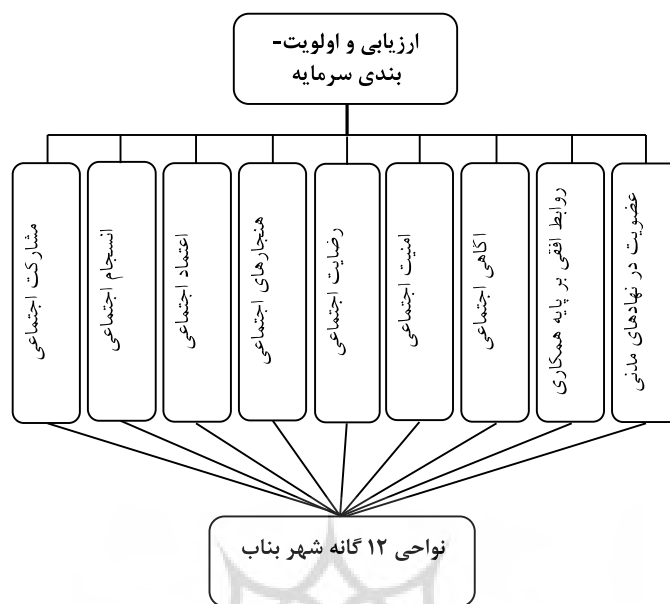 ارزیابی و اولویت-
بندی سرمایه
عضویت در نهادهای مدنی
روابط افقی بر پایه همکاری
اگاهی اجتماعی
امنیت اجتماعی
رضایت اجتماعی
هنجارهای اجتماعی
اعتماد اجتماعی
انسجام اجتماعی
مشارکت اجتماعی
نواحی ۱۲ گانه شهر بناب